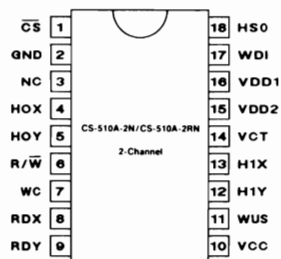 C̅S̅ 1 18 HS0
GND 2 17 WDI
NC 3 16 VDD1
HOX 4 15 VDD2
HOY 5 14 VCT
R/W̅ 6 13 H1X
WC 7 12 H1Y
RDX 8 11 WUS
RDY 9 10 VCC
CS-510A-2N/CS-510A-2RN
2-Channel